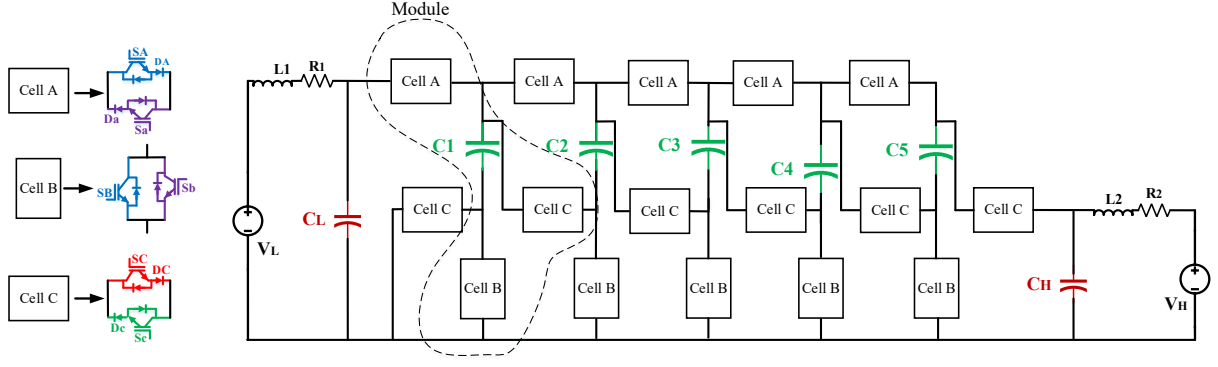 Module
SA
DA
Cell A
Da
Sa
Cell B
SB
Sb
SC
DC
Cell C
Dc
Sc
L1
R1
Cell A
Cell A
Cell A
Cell A
Cell A
C1
C2
C3
C4
C5
CL
VL
Cell C
Cell C
Cell C
Cell C
Cell C
Cell C
L2
R2
Cell B
Cell B
Cell B
Cell B
Cell B
CH
VH